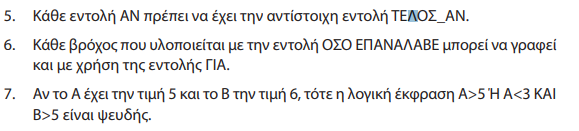 5. Κάθε εντολή ΑΝ πρέπει να έχει την αντίστοιχη εντολή ΤΕΛΟΣ_ΑΝ.
6. Κάθε βρόχος που υλοποιείται με την εντολή ΟΣΟ ΕΠΑΝΑΛΑΒΕ μπορεί να γραφεί
και με χρήση της εντολής ΓΙΑ.
7. Αν το Α έχει την τιμή 5 και το Β την τιμή 6, τότε η λογική έκφραση Α>5 Ή Α<3 ΚΑΙ
Β>5 είναι ψευδής.